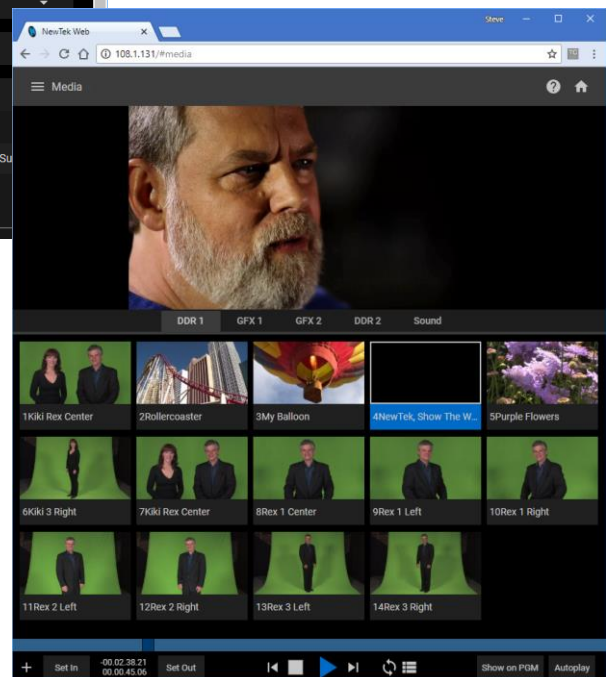 Su
Steve
NewTek Web
108.1.131/#media
Media
DDR 1 GFX 1 GFX 2 DDR 2 Sound
1Kiki Rex Center 2Rollercoaster 3My Balloon 4NewTek, Show The W... 5Purple Flowers
6Kiki 3 Right 7Kiki Rex Center 8Rex 1 Center 9Rex 1 Left 10Rex 1 Right
11Rex 2 Left 12Rex 2 Right 13Rex 3 Left 14Rex 3 Right
-00.02.38.21
+ Set In 00.00.45.06 Set Out Show on PGM Autoplay